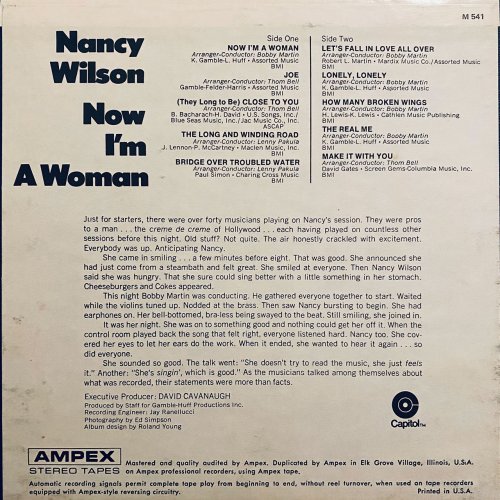 M 541
Nancy
Wilson
Now
I'm
A Woman
Side One
NOW I'M A WOMAN
Arranger-Conductor: Bobby Martin
K. Gamble-L. Huff • Assorted Music
BMI
JOE
Arranger-Conductor: Thom Bell
Gamble-Felder-Harris • Assorted Music
BMI
(They Long to Be) CLOSE TO YOU
Arranger-Conductor: Thom Bell
B. Bacharach-H. David • U.S. Songs, Inc./
Blue Seas Music, Inc./Jac Music Co., Inc.
ASCAP
THE LONG AND WINDING ROAD
Arranger-Conductor: Lenny Pakula
J. Lennon-P. McCartney • Maclen Music, Inc.
BMI
BRIDGE OVER TROUBLED WATER
Arranger-Conductor: Lenny Pakula
Paul Simon • Charing Cross Music
BMI
Side Two
LET'S FALL IN LOVE ALL OVER
Arranger-Conductor: Bobby Martin
Robert L. Martin • Mardix Music Co./Assorted Music
BMI
LONELY, LONELY
Arranger-Conductor: Bobby Martin
K. Gamble-L. Huff • Assorted Music
BMI
HOW MANY BROKEN WINGS
Arranger-Conductor: Bobby Martin
H. Lewis-K. Lewis • Cathlen Music Publishing
BMI
THE REAL ME
Arranger-Conductor: Bobby Martin
K. Gamble-L. Huff • Assorted Music
BMI
MAKE IT WITH YOU
Arranger-Conductor: Thom Bell
David Gates • Screen Gems-Columbia Music, Inc.
BMI
Just for starters, there were over forty musicians playing on Nancy's session. They were pros
to a man . . . the creme de creme of Hollywood . . . each having played on countless other
sessions before this night. Old stuff? Not quite. The air honestly crackled with excitement.
Everybody was up. Anticipating Nancy.
She came in smiling . . . a few minutes before eight. That was good. She announced she
had just come from a steambath and felt great. She smiled at everyone. Then Nancy Wilson
said she was hungry. That she sure could sing better with a little something in her stomach.
Cheeseburgers and Cokes appeared.
This night Bobby Martin was conducting. He gathered everyone together to start. Waited
while the violins tuned up. Nodded at the brass. Then saw Nancy bursting to begin. She had
earphones on. Her bell-bottomed, bra-less being swayed to the beat. Still smiling, she joined in.
It was her night. She was on to something good and nothing could get her off it. When the
control room played back the song that felt right, everyone listened hard. Nancy too. She cov-
ered her eyes to let her ears do the work. When it ended, she wanted to hear it again . . . so
did everyone.
She sounded so good. The talk went: "She doesn't try to read the music, she just feels
it." Another: "She's singin', which is good." As the musicians talked among themselves about
what was recorded, their statements were more than facts.
Executive Producer: DAVID CAVANAUGH
Produced by Staff for Gamble-Huff Productions Inc.
Recording Engineer: Jay Ranellucci
Photography by Ed Simpson
Album design by Roland Young
Capitol™
AMPEX
STEREO TAPES
Mastered and quality audited by Ampex. Duplicated by Ampex in Elk Grove Village, Illinois, U.S.A.
on Ampex professional recorders, using Ampex tape.
Automatic recording signals permit complete tape play from beginning to end, without reel turnover, when used on tape recorders
equipped with Ampex-style reversing circuitry.
Printed in U.S.A.